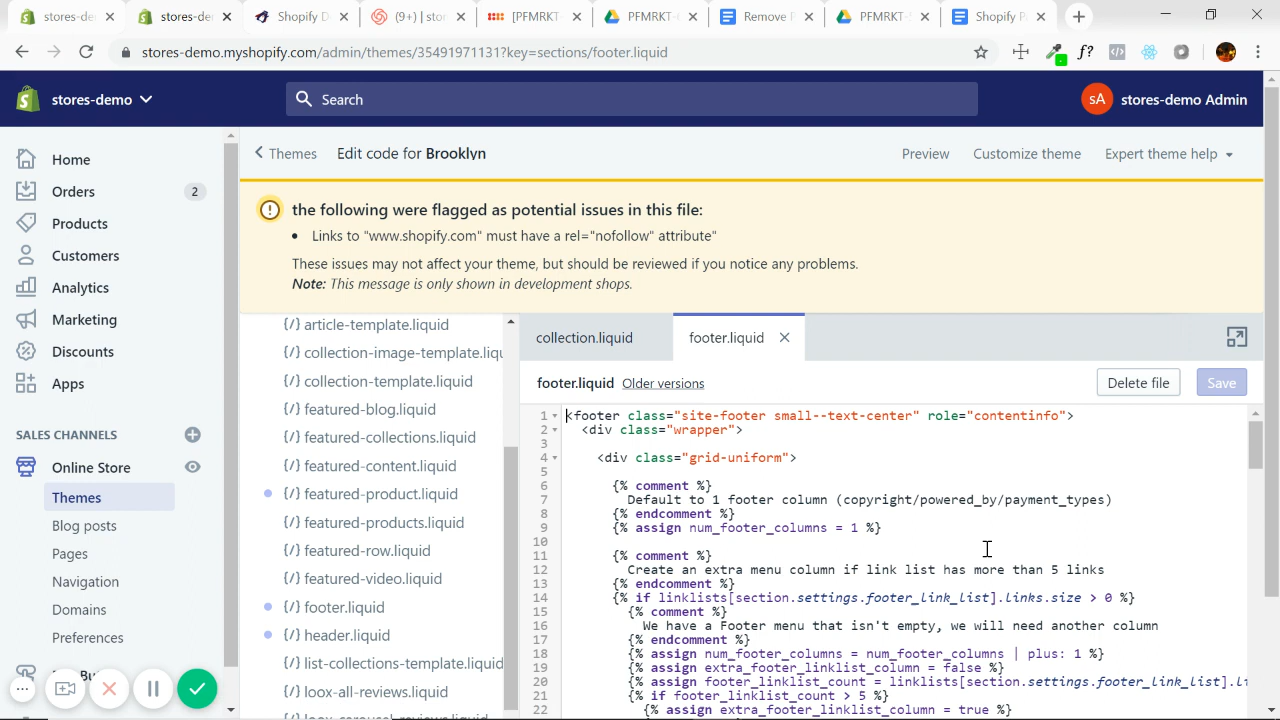 stores-de
stores-de
Shopify D
(9+) | stor
[PFMRKT
PFMRKT-
Remove P
PFMRKT-
Shopify P
stores-demo.myshopify.com/admin/themes/35491971131?key=sections/footer.liquid
f?
stores-demo
Search
sA
stores-demo Admin
Home
Orders
2
Products
Customers
Analytics
Marketing
Discounts
Apps
SALES CHANNELS
Online Store
Themes
Blog posts
Pages
Navigation
Domains
Preferences
Themes
Edit code for Brooklyn
Preview
Customize theme
Expert theme help
the following were flagged as potential issues in this file:
Links to "www.shopify.com" must have a rel="nofollow" attribute"
These issues may not affect your theme, but should be reviewed if you notice any problems.
Note: This message is only shown in development shops.
{/} article-template.liquid
{/} collection-image-template.liqu
{/} collection-template.liquid
{/} featured-blog.liquid
{/} featured-collections.liquid
{/} featured-content.liquid
{/} featured-product.liquid
{/} featured-products.liquid
{/} featured-row.liquid
{/} featured-video.liquid
{/} footer.liquid
{/} header.liquid
{/} list-collections-template.liquid
{/} loox-all-reviews.liquid
{/} loox-carousel-reviews.liquid
collection.liquid
footer.liquid
footer.liquid Older versions
Delete file
Save
1 <footer class="site-footer small--text-center" role="contentinfo">
2 <div class="wrapper">
3
4 <div class="grid-uniform">
5
6 {% comment %}
7 Default to 1 footer column (copyright/powered_by/payment_types)
8 {% endcomment %}
9 {% assign num_footer_columns = 1 %}
10
11 {% comment %}
12 Create an extra menu column if link list has more than 5 links
13 {% endcomment %}
14 {% if linklists[section.settings.footer_link_list].links.size > 0 %}
15 {% comment %}
16 We have a Footer menu that isn't empty, we will need another column
17 {% endcomment %}
18 {% assign num_footer_columns = num_footer_columns | plus: 1 %}
19 {% assign extra_footer_linklist_column = false %}
20 {% assign footer_linklist_count = linklists[section.settings.footer_link_list].li
21 {% if footer_linklist_count > 5 %}
22 {% assign extra_footer_linklist_column = true %}